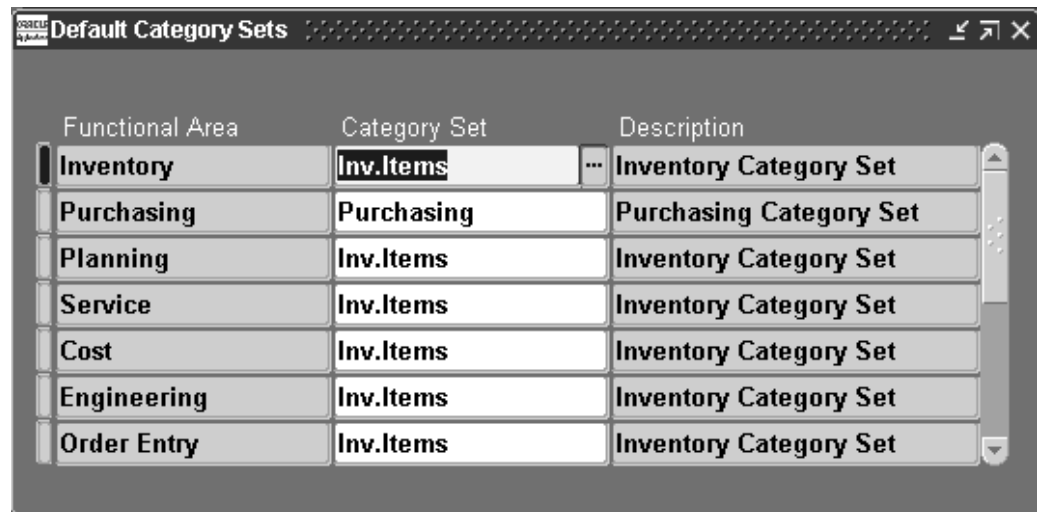 Default Category Sets
Functional Area Category Set Description
Inventory Inv.Items ... Inventory Category Set
Purchasing Purchasing Purchasing Category Set
Planning Inv.Items Inventory Category Set
Service Inv.Items Inventory Category Set
Cost Inv.Items Inventory Category Set
Engineering Inv.Items Inventory Category Set
Order Entry Inv.Items Inventory Category Set